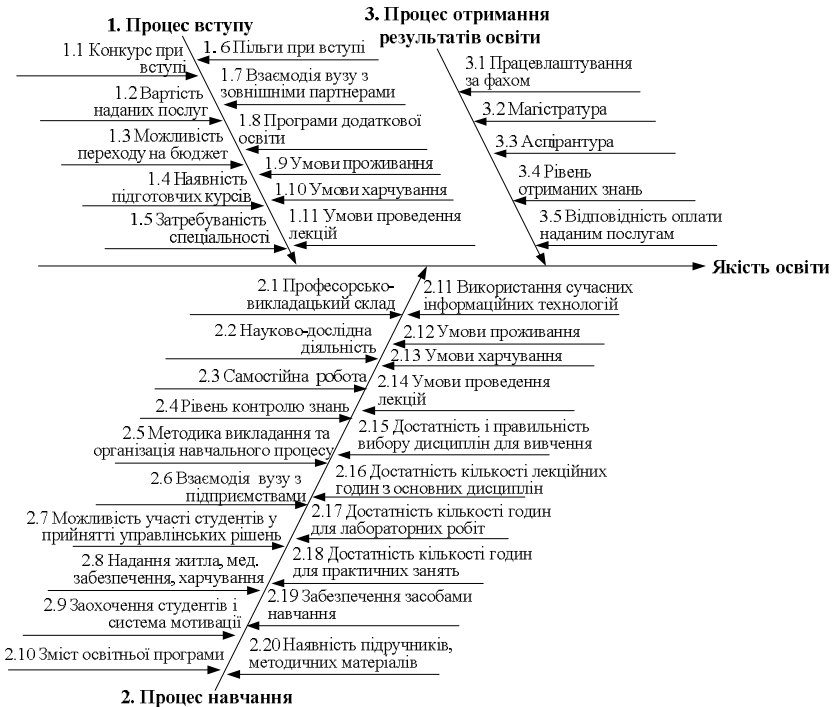 1. Процес вступу
1.1 Конкурс при
вступі
1.2 Вартість
наданих послуг
1.3 Можливість
переходу на бюджет
1.4 Наявність
підготовчих курсів
1.5 Затребуваність
спеціальності
1. 6 Пільги при вступі
1.7 Взаємодія вузу з
зовнішніми партнерами
1.8 Програми додаткової
освіти
1.9 Умови проживання
1.10 Умови харчування
1.11 Умови проведення
лекцій
3. Процес отримання
результатів освіти
3.1 Працевлаштування
за фахом
3.2 Магістратура
3.3 Аспірантура
3.4 Рівень
отриманих знань
3.5 Відповідність оплати
наданим послугам
Якість освіти
2.1 Професорсько-
викладацький склад
2.2 Науково-дослідна
діяльність
2.3 Самостійна робота
2.4 Рівень контролю знань
2.5 Методика викладання та
організація навчального процесу
2.6 Взаємодія вузу з
підприємствами
2.7 Можливість участі студентів у
прийнятті управлінських рішень
2.8 Надання житла, мед.
забезпечення, харчування
2.9 Заохочення студентів і
система мотивації
2.10 Зміст освітньої програми
2.11 Використання сучасних
інформаційних технологій
2.12 Умови проживання
2.13 Умови харчування
2.14 Умови проведення
лекцій
2.15 Достатність і правильність
вибору дисциплін для вивчення
2.16 Достатність кількості лекційних
годин з основних дисциплін
2.17 Достатність кількості годин
для лабораторних робіт
2.18 Достатність кількості годин
для практичних занять
2.19 Забезпечення засобами
навчання
2.20 Наявність підручників,
методичних матеріалів
2. Процес навчання